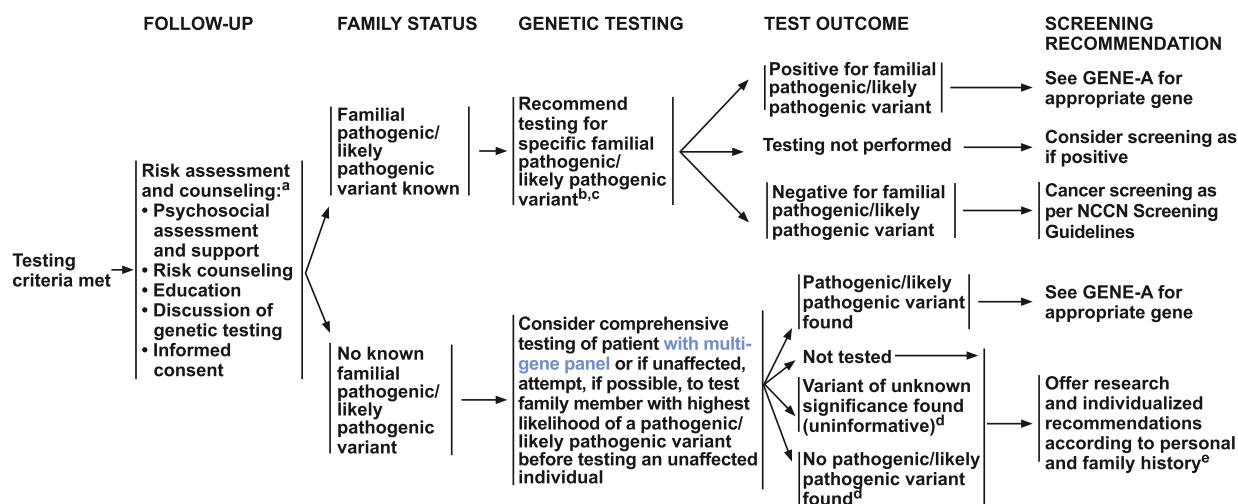 FOLLOW-UP
FAMILY STATUS
GENETIC TESTING
TEST OUTCOME
SCREENING
RECOMMENDATION
Testing
criteria met
Risk assessment
and counseling:a
• Psychosocial
assessment
and support
• Risk counseling
• Education
• Discussion of
genetic testing
• Informed
consent
Familial
pathogenic/
likely
pathogenic
variant known
Recommend
testing for
specific familial
pathogenic/
likely pathogenic
variantb,c
Positive for familial
pathogenic/likely
pathogenic variant
See GENE-A for
appropriate gene
Testing not performed
Consider screening as
if positive
Negative for familial
pathogenic/likely
pathogenic variant
Cancer screening as
per NCCN Screening
Guidelines
No known
familial
pathogenic/
likely
pathogenic
variant
Consider comprehensive
testing of patient with multi-
gene panel or if unaffected,
attempt, if possible, to test
family member with highest
likelihood of a pathogenic/
likely pathogenic variant
before testing an unaffected
individual
Pathogenic/likely
pathogenic variant
found
See GENE-A for
appropriate gene
Not tested
Variant of unknown
significance found
(uninformative)d
No pathogenic/likely
pathogenic variant
foundd
Offer research
and individualized
recommendations
according to personal
and family historye